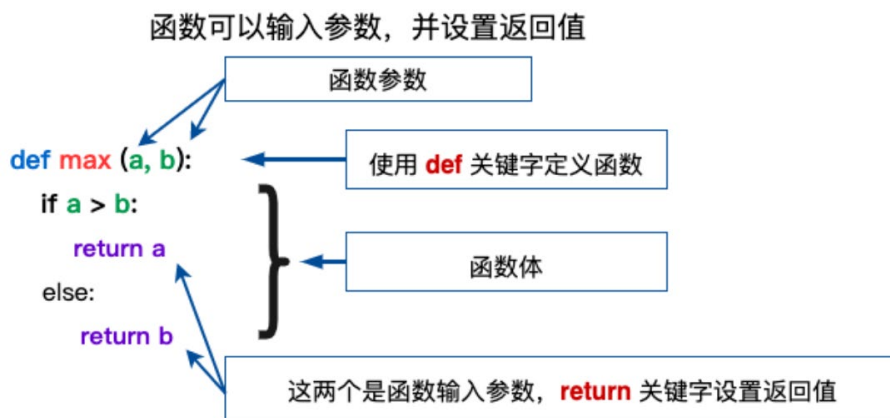 函数可以输入参数，并设置返回值
函数参数
def max (a, b):
使用 def 关键字定义函数
if a > b:
return a
函数体
else:
return b
这两个是函数输入参数，return 关键字设置返回值